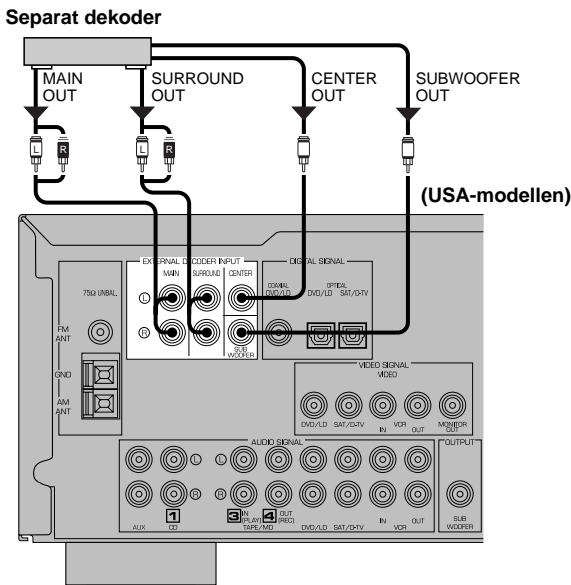 Separat dekoder
MAIN OUT
SURROUND OUT
CENTER OUT
SUBWOOFER OUT
L R L R
(USA-modellen)
EXTERNAL DECODER INPUT
MAIN SURROUND CENTER
L
R
SUB WOOFER
DIGITAL SIGNAL
COAXIAL OPTICAL
DVD/LD DVD/LD SAT/D-TV
75Ω UNBAL.
FM ANT
GND
AM ANT
VIDEO SIGNAL
VIDEO
DVD/LD SAT/D-TV IN VCR OUT MONITOR OUT
AUDIO SIGNAL
L L
R R
1 3 IN (PLAY) 4 OUT (REC)
AUX CD TAPE/MD DVD/LD SAT/D-TV IN VCR OUT
OUTPUT
SUB WOOFER